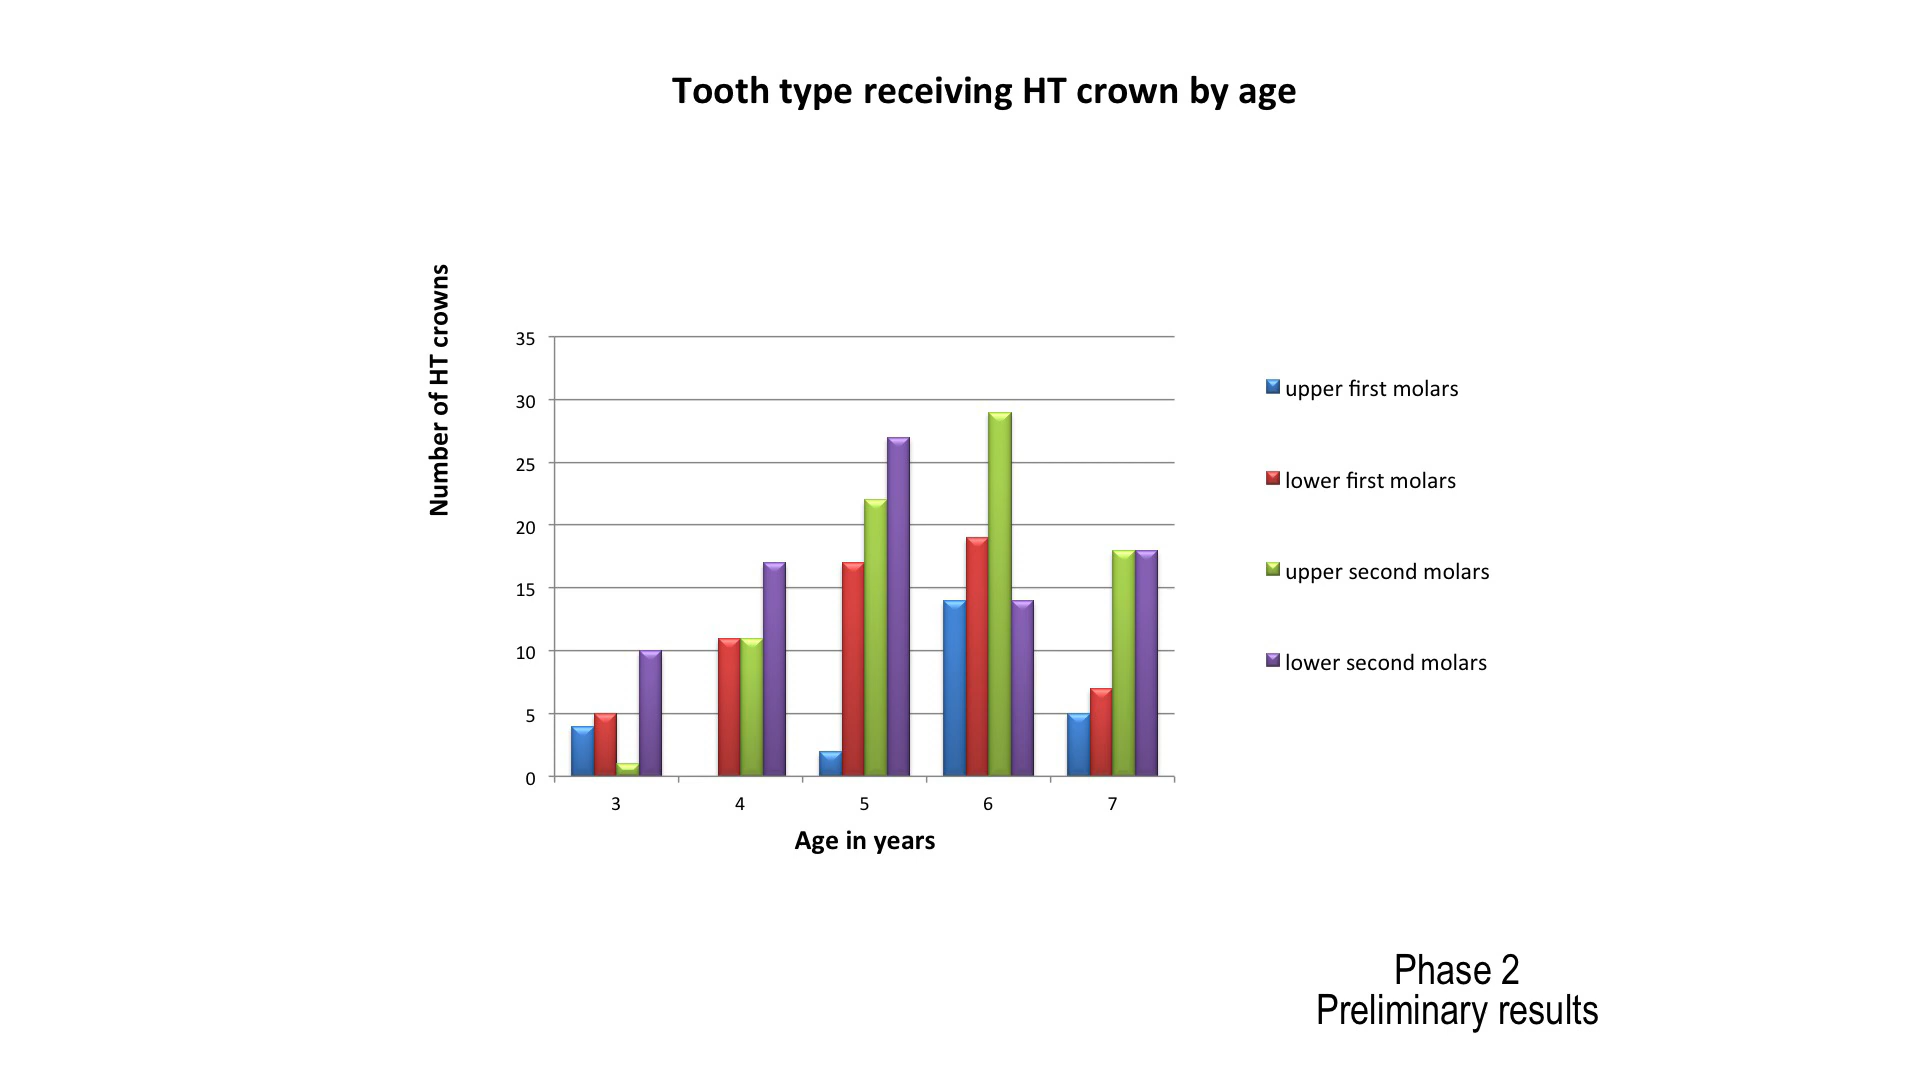 Tooth type receiving HT crown by age
Number of HT crowns
35
30
25
20
15
10
5
0
3 4 5 6 7
Age in years
upper first molars
lower first molars
upper second molars
lower second molars
Phase 2
Preliminary results